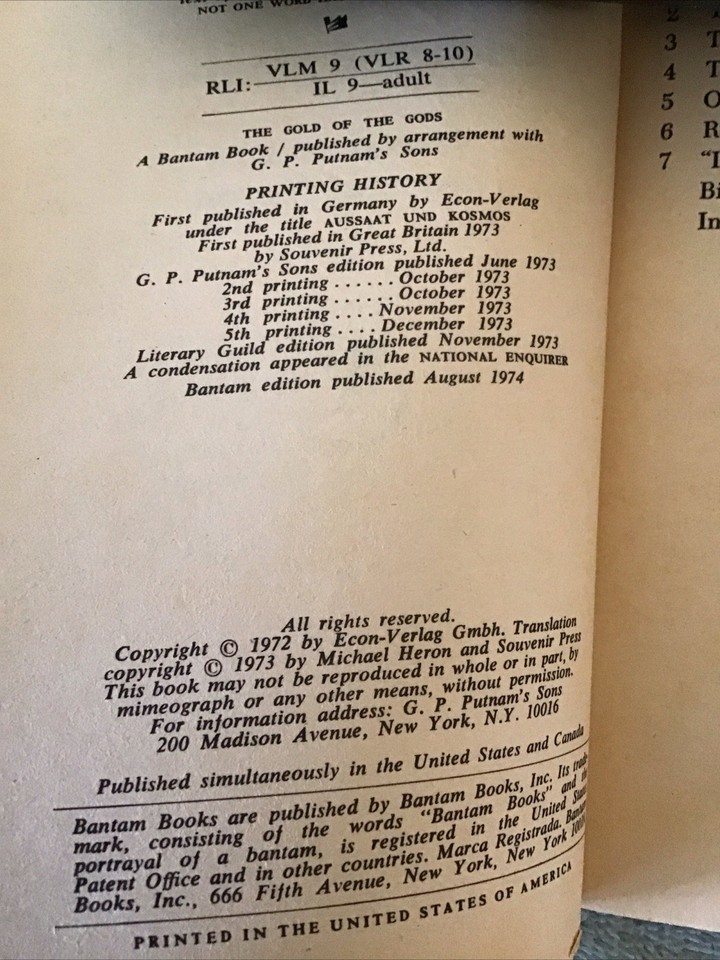 NOT ONE WORD
RLI: VLM 9 (VLR 8-10)
IL 9—adult
THE GOLD OF THE GODS
A Bantam Book / published by arrangement with
G. P. Putnam's Sons
PRINTING HISTORY
First published in Germany by Econ-Verlag
under the title AUSSAAT UND KOSMOS
First published in Great Britain 1973
by Souvenir Press, Ltd.
G. P. Putnam's Sons edition published June 1973
2nd printing . . . . . . October 1973
3rd printing . . . . . . October 1973
4th printing . . . . November 1973
5th printing . . . . December 1973
Literary Guild edition published November 1973
A condensation appeared in the NATIONAL ENQUIRER
Bantam edition published August 1974
All rights reserved.
Copyright © 1972 by Econ-Verlag Gmbh. Translation
copyright © 1973 by Michael Heron and Souvenir Press
This book may not be reproduced in whole or in part, by
mimeograph or any other means, without permission.
For information address: G. P. Putnam's Sons
200 Madison Avenue, New York, N.Y. 10016
Published simultaneously in the United States and Canada
Bantam Books are published by Bantam Books, Inc. Its trade
mark, consisting of the words "Bantam Books" and the
portrayal of a bantam, is registered in the United States
Patent Office and in other countries. Marca Registrada. Bantam
Books, Inc., 666 Fifth Avenue, New York, New York
PRINTED IN THE UNITED STATES OF AMERICA
2
3 T
4 T
5 O
6 R
7 "I
Bi
In